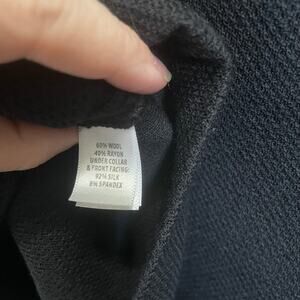 60% WOOL
40% RAYON
UNDER COLLAR
& FRONT FACING:
92% SILK
8% SPANDEX